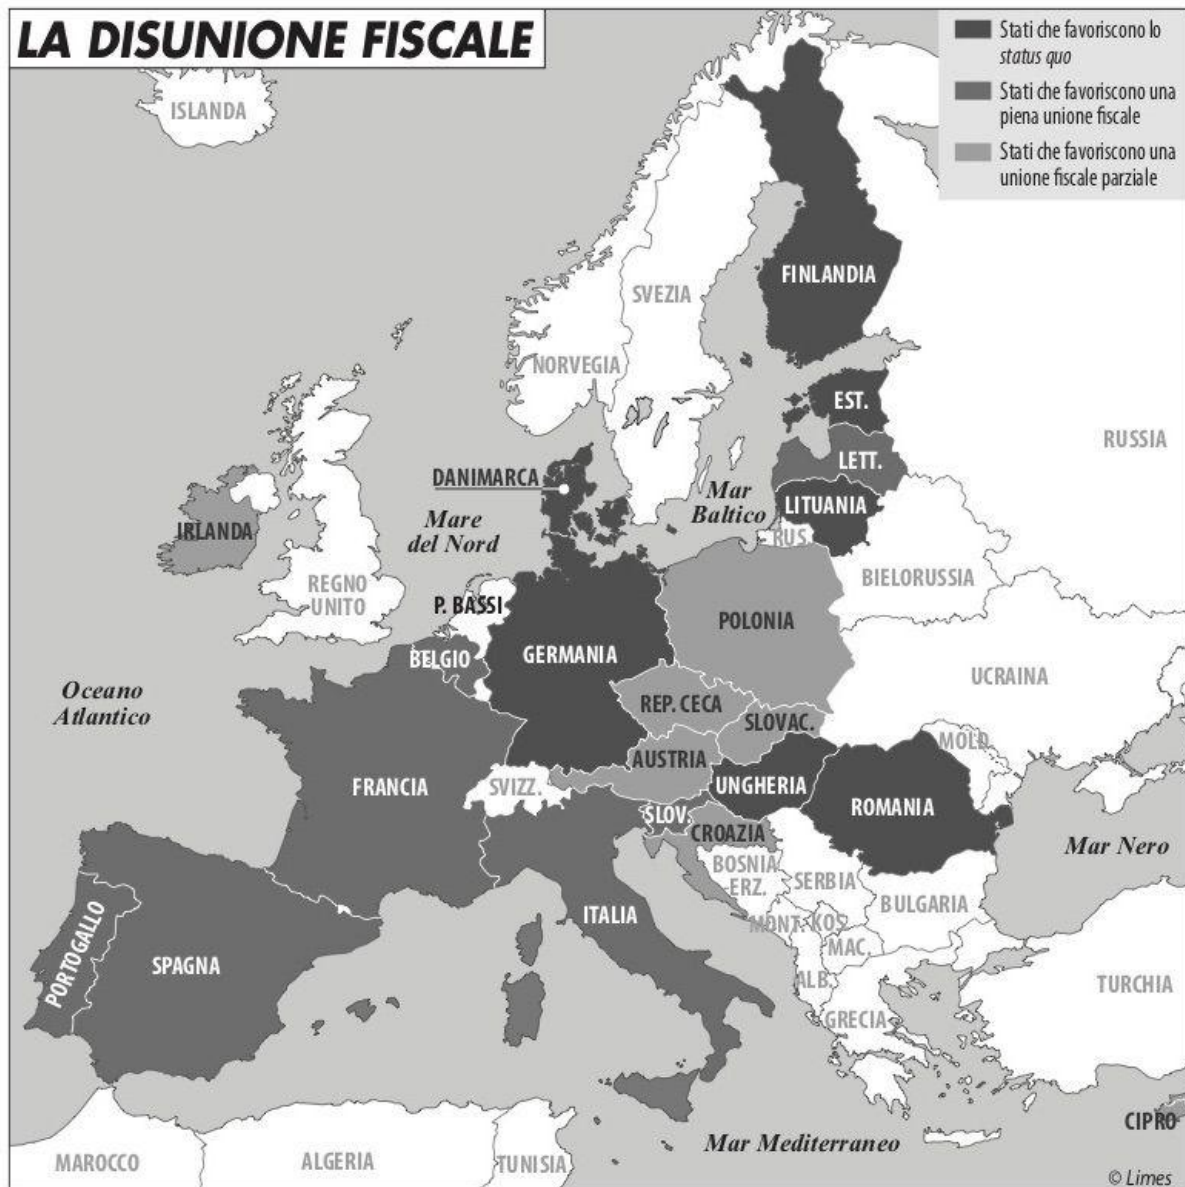 LA DISUNIONE FISCALE
Stati che favoriscono lo
status quo
Stati che favoriscono una
piena unione fiscale
Stati che favoriscono una
unione fiscale parziale
ISLANDA
FINLANDIA
SVEZIA
NORVEGIA
EST.
RUSSIA
LETT.
DANIMARCA
LITUANIA
Mar
Baltico
Mare
del Nord
IRLANDA
RUS.
REGNO
UNITO
BIELORUSSIA
P. BASSI
POLONIA
BELGIO
GERMANIA
UCRAINA
Oceano
Atlantico
REP. CECA
SLOVAC.
MOLD.
AUSTRIA
FRANCIA
SVIZZ.
UNGHERIA
ROMANIA
SLOV.
CROAZIA
Mar Nero
BOSNIA
ERZ.
SERBIA
BULGARIA
ITALIA
MONT.
KOS.
MAC.
PORTOGALLO
SPAGNA
ALB.
TURCHIA
GRECIA
CIPRO
Mar Mediterraneo
MAROCCO
ALGERIA
TUNISIA
© Limes